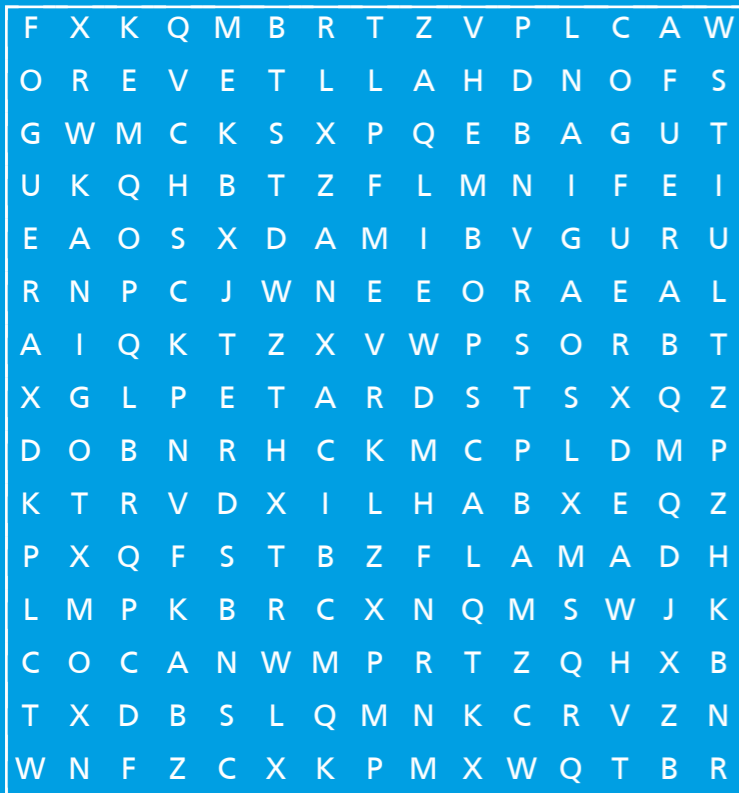 F X K Q M B R T Z V P L C A W
O R E V E T L L A H D N O F S
G W M C K S X P Q E B A G U T
U K Q H B T Z F L M N I F E I
E A O S X D A M I B V G U R U
R N P C J W N E E O R A E A L
A I Q K T Z X V W P S O R B T
X G L P E T A R D S T S X Q Z
D O B N R H C K M C P L D M P
K T R V D X I L H A B X E Q Z
P X Q F S T B Z F L A M A D H
L M P K B R C X N Q M S W J K
C O C A N W M P R T Z Q H X B
T X D B S L Q M N K C R V Z N
W N F Z C X K P M X W Q T B R